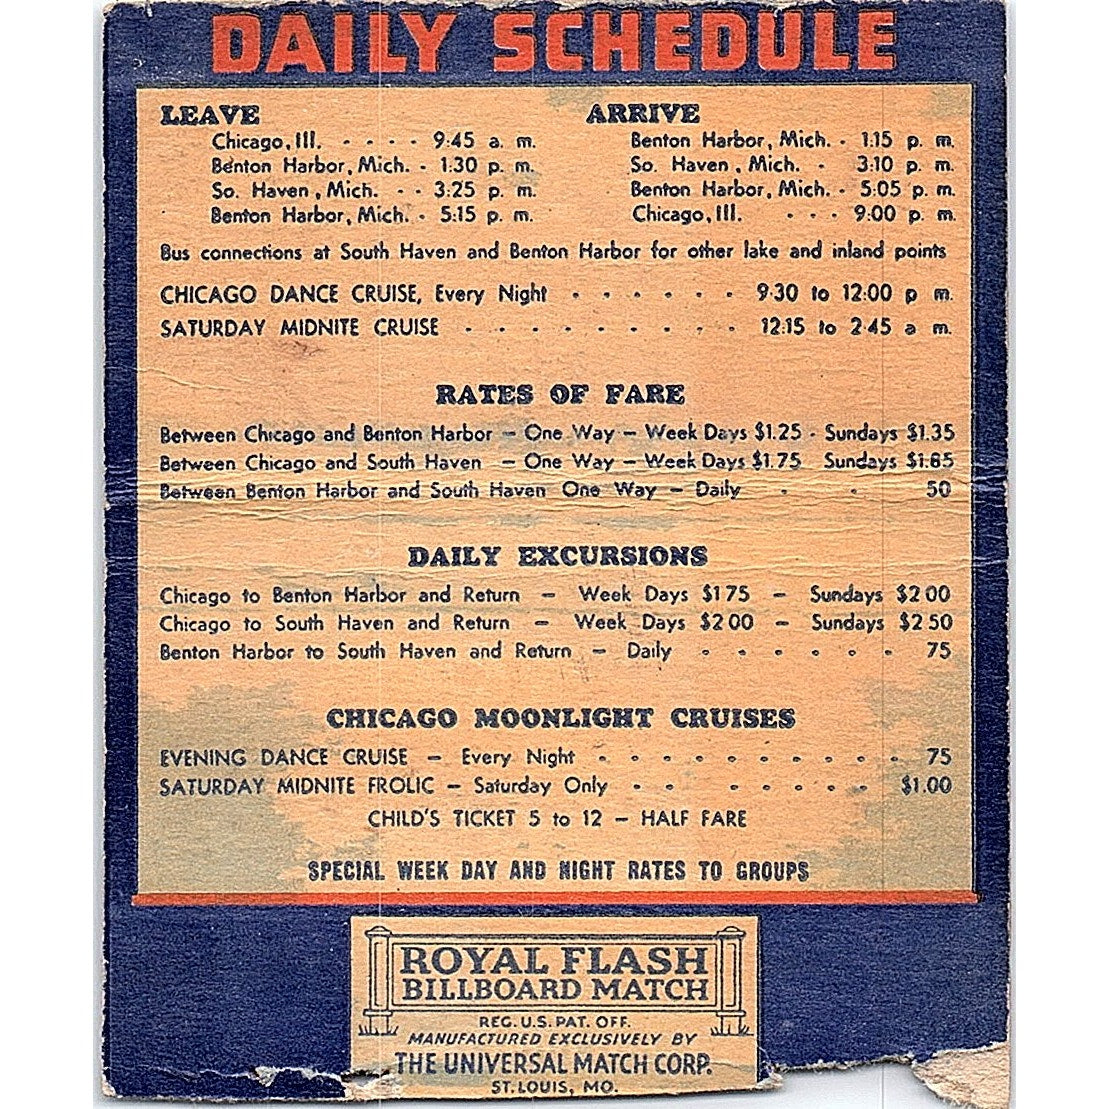 DAILY SCHEDULE
LEAVE ARRIVE
Chicago, Ill. - - - - 9:45 a. m. Benton Harbor, Mich. - 1:15 p. m.
Benton Harbor, Mich. - 1:30 p. m. So. Haven, Mich. - 3:10 p. m.
So. Haven, Mich. - - 3:25 p. m. Benton Harbor, Mich. - 5:05 p. m.
Benton Harbor, Mich. - 5:15 p. m. Chicago, Ill. - - - 9:00 p. m.
Bus connections at South Haven and Benton Harbor for other lake and inland points
CHICAGO DANCE CRUISE, Every Night - - - - - - 9:30 to 12:00 p m.
SATURDAY MIDNITE CRUISE - - - - - - - - - - 12:15 to 2:45 a m.
RATES OF FARE
Between Chicago and Benton Harbor - One Way - Week Days $1.25 - Sundays $1.35
Between Chicago and South Haven - One Way - Week Days $1.75 Sundays $1.85
Between Benton Harbor and South Haven One Way - Daily - - 50
DAILY EXCURSIONS
Chicago to Benton Harbor and Return - Week Days $1 75 - Sundays $2 00
Chicago to South Haven and Return - Week Days $2 00 - Sundays $2 50
Benton Harbor to South Haven and Return - Daily - - - - - - 75
CHICAGO MOONLIGHT CRUISES
EVENING DANCE CRUISE - Every Night - - - - - - - - - - 75
SATURDAY MIDNITE FROLIC - Saturday Only - - - - - - - $1.00
CHILD'S TICKET 5 to 12 - HALF FARE
SPECIAL WEEK DAY AND NIGHT RATES TO GROUPS
ROYAL FLASH
BILLBOARD MATCH
REG. U.S. PAT. OFF.
MANUFACTURED EXCLUSIVELY BY
THE UNIVERSAL MATCH CORP.
ST. LOUIS, MO.